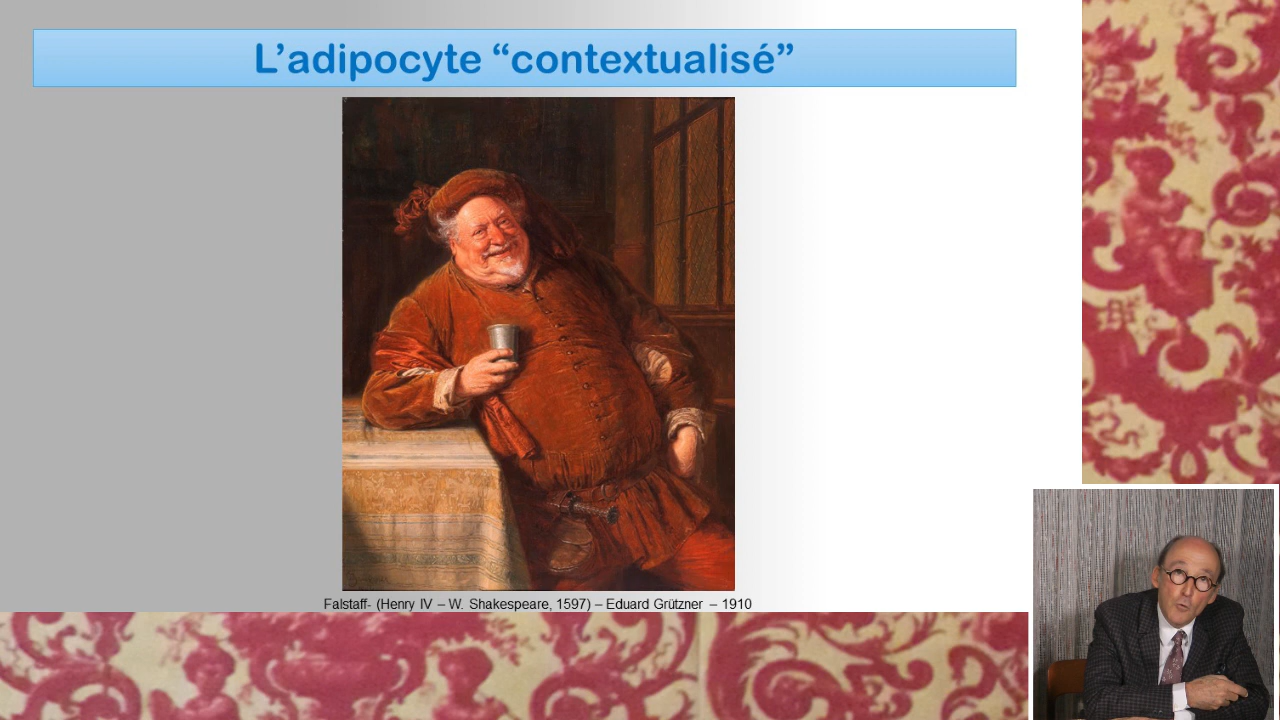 L’adipocyte “contextualisé”
Falstaff- (Henry IV – W. Shakespeare, 1597) – Eduard Grützner – 1910